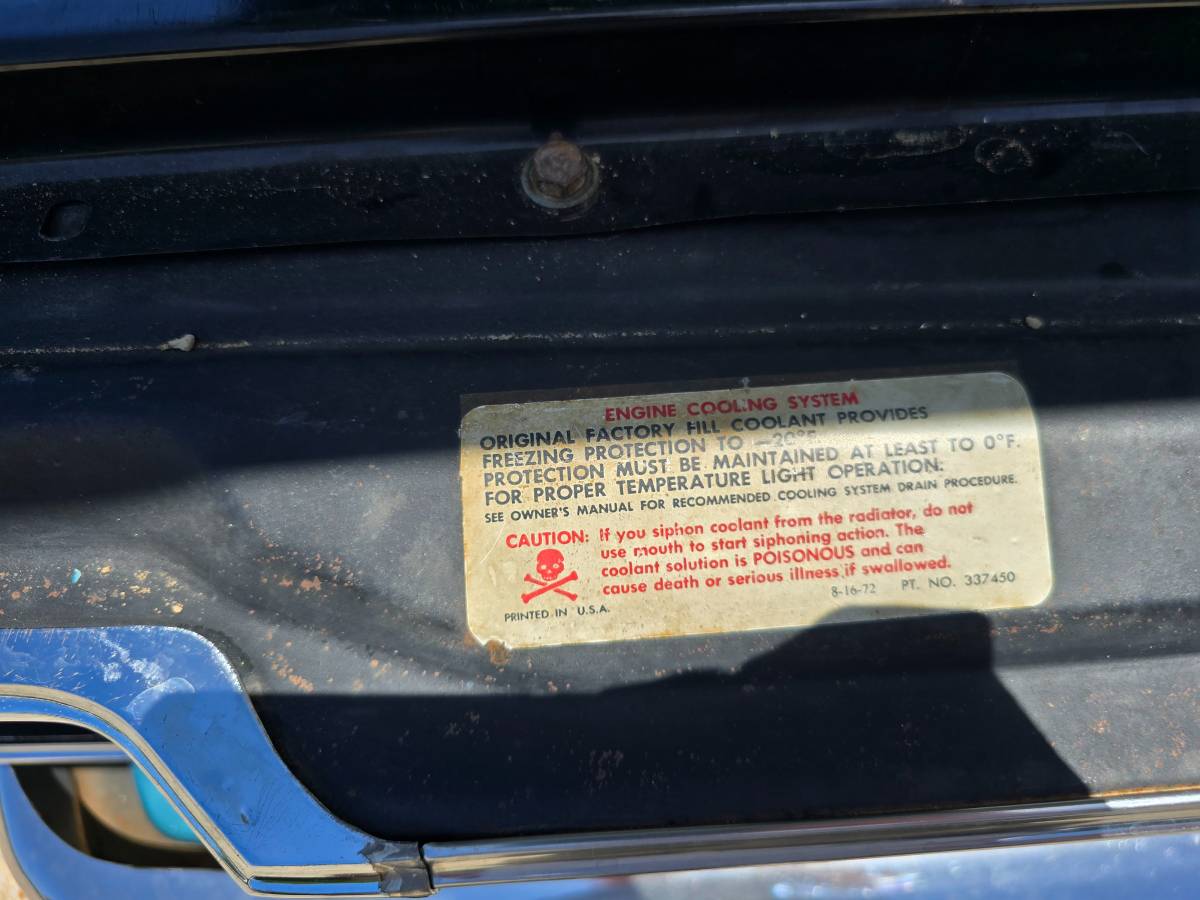 ENGINE COOLING SYSTEM
ORIGINAL FACTORY FILL COOLANT PROVIDES
FREEZING PROTECTION TO -20°F
PROTECTION MUST BE MAINTAINED AT LEAST TO 0°F.
FOR PROPER TEMPERATURE LIGHT OPERATION:
SEE OWNER'S MANUAL FOR RECOMMENDED COOLING SYSTEM DRAIN PROCEDURE.
CAUTION: If you siphon coolant from the radiator, do not
use mouth to start siphoning action. The
coolant solution is POISONOUS and can
cause death or serious illness if swallowed.
8-16-72 PT. NO. 337450
PRINTED IN U.S.A.